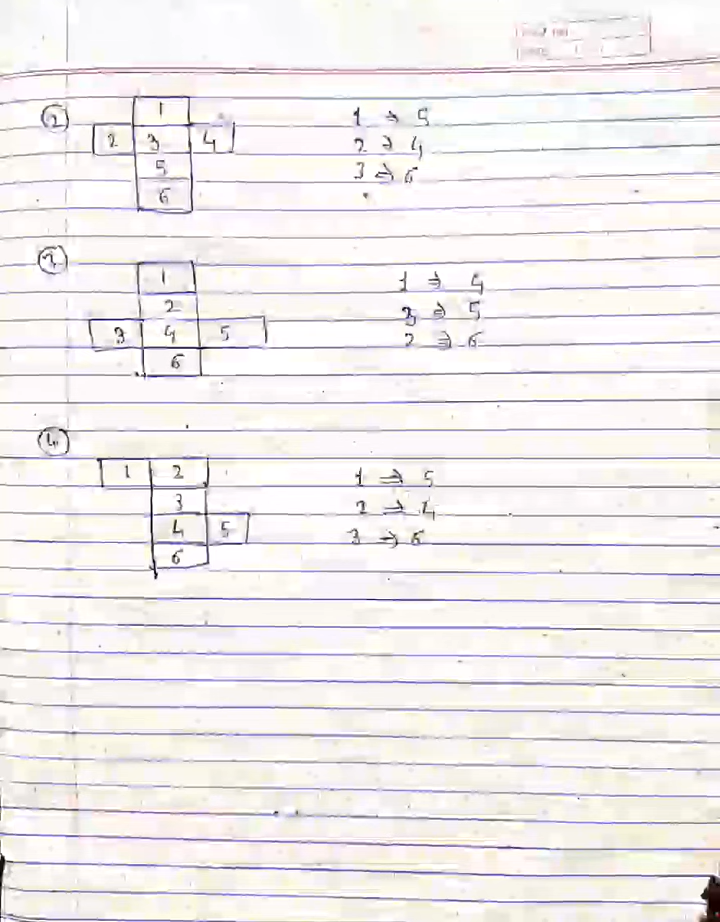 1
2 3 4
5
6
1 → 5
2 ⇒ 4
3 ⇒ 6
1
2
3 4 5
6
1 ⇒ 4
3 ⇒ 5
2 ⇒ 6
4
1 2
3
4 5
6
1 ⇒ 5
2 ⇒ 4
3 → 6